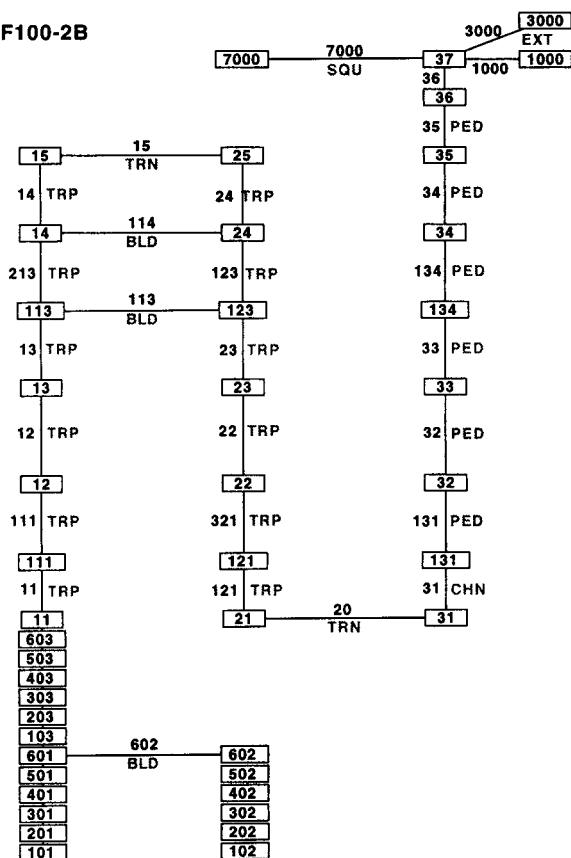 F100-2B
3000
3000
EXT
7000
7000
SQU
37
1000
1000
36
36
35 PED
15
15
TRN
25
35
14 TRP
24 TRP
34 PED
14
114
BLD
24
34
213 TRP
123 TRP
134 PED
113
113
BLD
123
134
13 TRP
23 TRP
33 PED
13
23
33
12 TRP
22 TRP
32 PED
12
22
32
111 TRP
321 TRP
131 PED
111
121
131
11 TRP
121 TRP
31 CHN
11
21
20
TRN
31
603
503
403
303
203
103
601
602
BLD
602
501
502
401
402
301
302
201
202
101
102